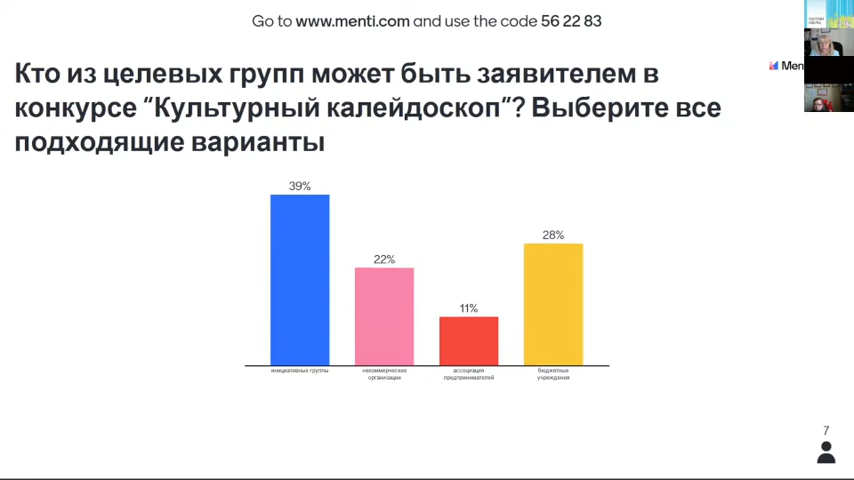 Go to www.menti.com and use the code 56 22 83
Men
Кто из целевых групп может быть заявителем в
конкурсе “Культурный калейдоскоп”? Выберите все
подходящие варианты
39%
22%
11%
28%
инициативные группы
некоммерческие
организации
ассоциация
предпринимателей
бюджетные
учреждения
7